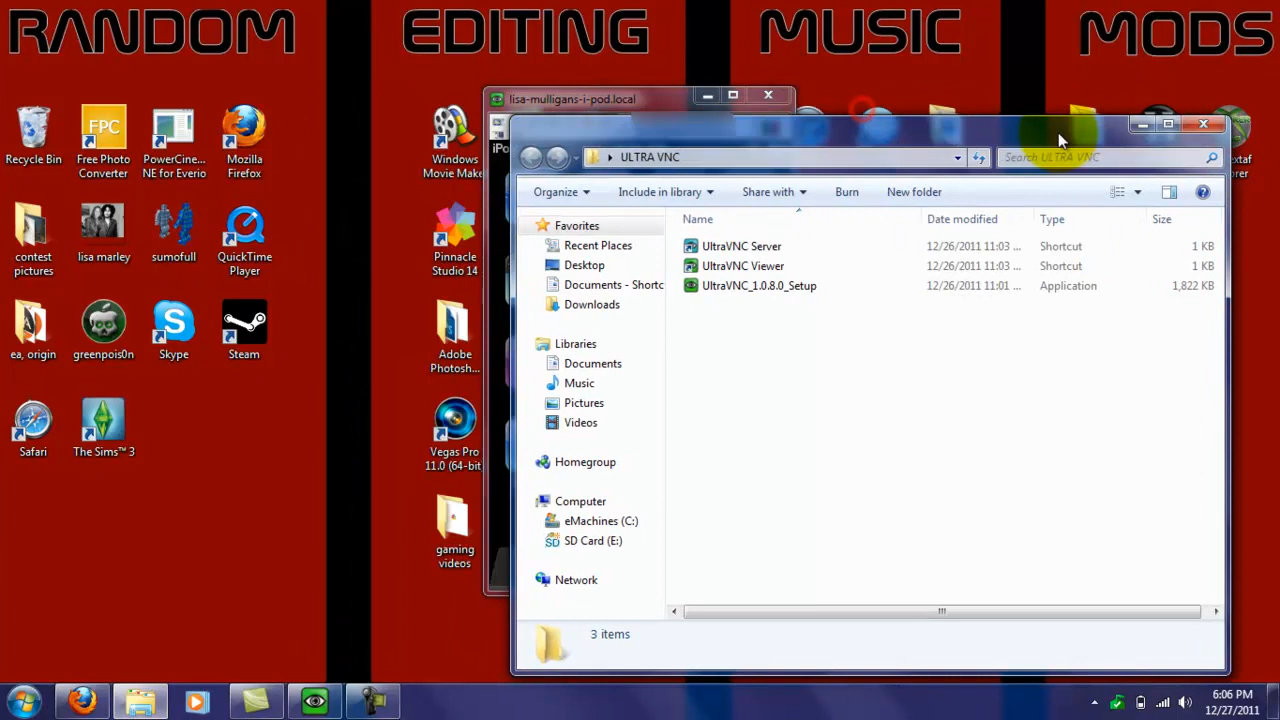 RANDOM EDITING MUSIC MODS
Recycle Bin
Free Photo
Converter
PowerCine...
NE for Everio
Mozilla
Firefox
contest
pictures
lisa marley
sumofull
QuickTime
Player
ea, origin
greenpois0n
Skype
Steam
Safari
The Sims™ 3
Windows
Movie Make
Pinnacle
Studio 14
Adobe
Photosh...
Vegas Pro
11.0 (64-bit
gaming
videos
lisa-mulligans-i-pod.local
iPo
ULTRA VNC
Search ULTRA VNC
Organize
Include in library
Share with
Burn
New folder
Favorites
Recent Places
Desktop
Documents - Shortc
Downloads
Libraries
Documents
Music
Pictures
Videos
Homegroup
Computer
eMachines (C:)
SD Card (E:)
Network
Name Date modified Type Size
UltraVNC Server 12/26/2011 11:03 ... Shortcut 1 KB
UltraVNC Viewer 12/26/2011 11:03 ... Shortcut 1 KB
UltraVNC_1.0.8.0_Setup 12/26/2011 11:01 ... Application 1,822 KB
3 items
6:06 PM
12/27/2011